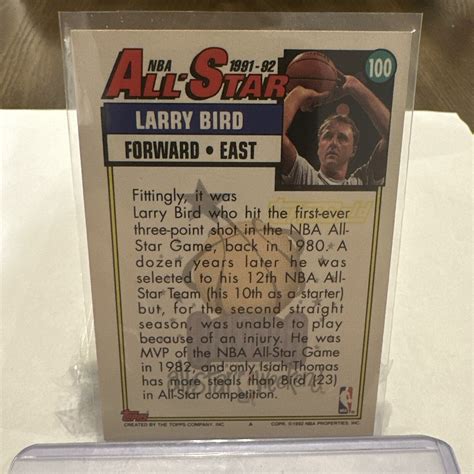 NBA 1991-92
ALL-STAR
100
LARRY BIRD
FORWARD • EAST
Fittingly, it was
Larry Bird who hit the first-ever
three-point shot in the NBA All-
Star Game, back in 1980. A
dozen years later he was
selected to his 12th NBA All-
Star Team (his 10th as a starter)
but, for the second straight
season was unable to play
because of an injury. He was
MVP of the NBA All-Star Game
in 1982, and only Isiah Thomas
has more steals than Bird (23)
in All-Star competition.
Topps
NBA
CREATED BY THE TOPPS COMPANY, INC.
A
COPR. ©1992 NBA PROPERTIES, INC.